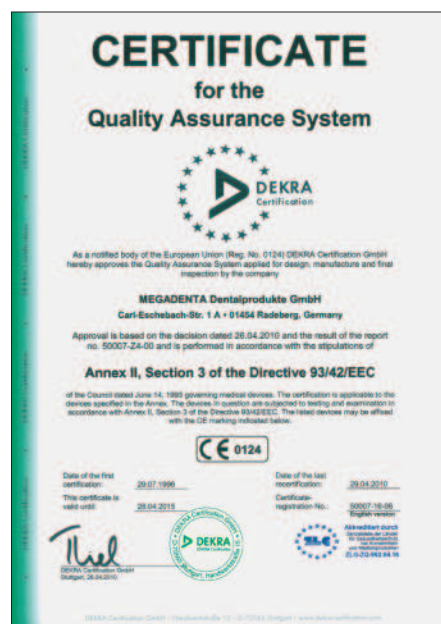 CERTIFICATE
for the
Quality Assurance System
DEKRA
Certification
As a notified body of the European Union (Reg. No. 0124) DEKRA Certification GmbH
hereby approves the Quality Assurance System applied for design, manufacture and final
inspection by the company
MEGADENTA Dentalprodukte GmbH
Carl-Eschebach-Str. 1 A • 01454 Radeberg, Germany
Approval is based on the decision dated 26.04.2010 and the result of the report
no. 50007-Z4-00 and is performed in accordance with the stipulations of
Annex II, Section 3 of the Directive 93/42/EEC
of the Council dated June 14, 1993 governing medical devices. The certification is applicable to the
devices specified in the Annex. The devices in question are subjected to testing and examination in
accordance with Annex II, Section 3 of the Directive 93/42/EEC. The listed devices may be affixed
with the CE marking indicated below.
CE 0124
Date of the first
certification: 29.07.1996
Date of the last
recertification: 29.04.2010
This certificate is
valid until: 28.04.2015
Certificate-
registration No.: 50007-16-06
English version
DEKRA
Akkreditiert durch
DEKRA Certification GmbH
Stuttgart, 26.04.2010